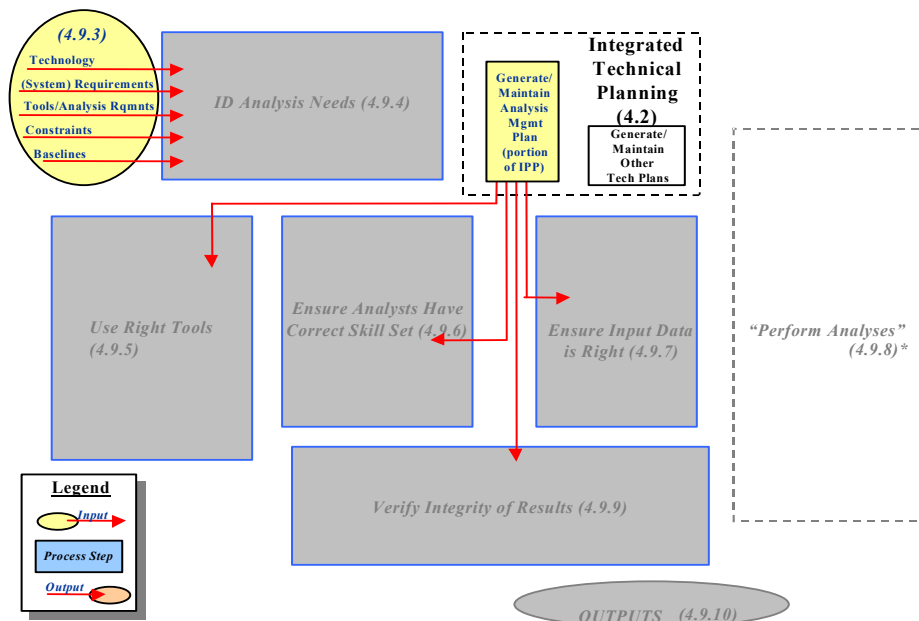 (4.9.3)
Technology
(System) Requirements
Tools/Analysis Rqmnts
Constraints
Baselines
ID Analysis Needs (4.9.4)
Generate/
Maintain
Analysis
Mgmt
Plan
(portion
of IPP)
Integrated
Technical
Planning
(4.2)
Generate/
Maintain
Other
Tech Plans
Use Right Tools
(4.9.5)
Ensure Analysts Have
Correct Skill Set (4.9.6)
Ensure Input Data
is Right (4.9.7)
“Perform Analyses”
(4.9.8)*
Verify Integrity of Results (4.9.9)
Legend
Input
Process Step
Output
OUTPUTS (4.9.10)